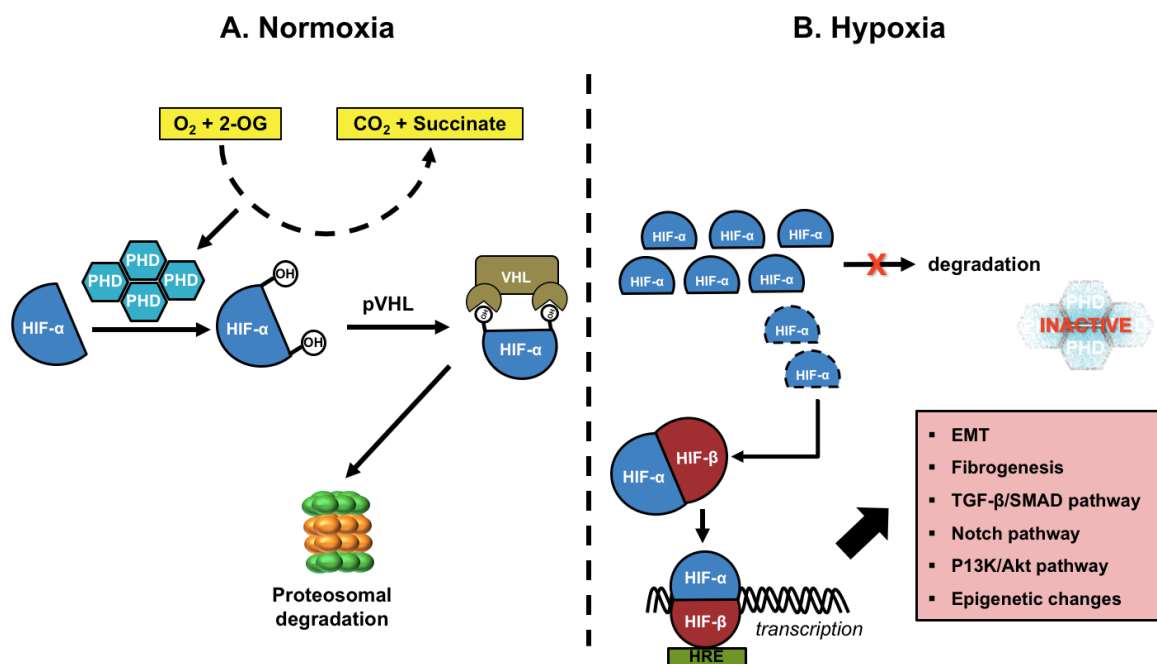 A. Normoxia
O₂ + 2-OG
CO₂ + Succinate
PHD
PHD
PHD
PHD
HIF-α
HIF-α
OH
OH
pVHL
VHL
OH
OH
HIF-α
Proteosomal
degradation
B. Hypoxia
HIF-α
HIF-α
HIF-α
HIF-α
HIF-α
HIF-α
X
degradation
PHD
INACTIVE
PHD
HIF-α
HIF-α
HIF-α
HIF-β
HIF-α
HIF-β
HRE
transcription
▪ EMT
▪ Fibrogenesis
▪ TGF-β/SMAD pathway
▪ Notch pathway
▪ P13K/Akt pathway
▪ Epigenetic changes